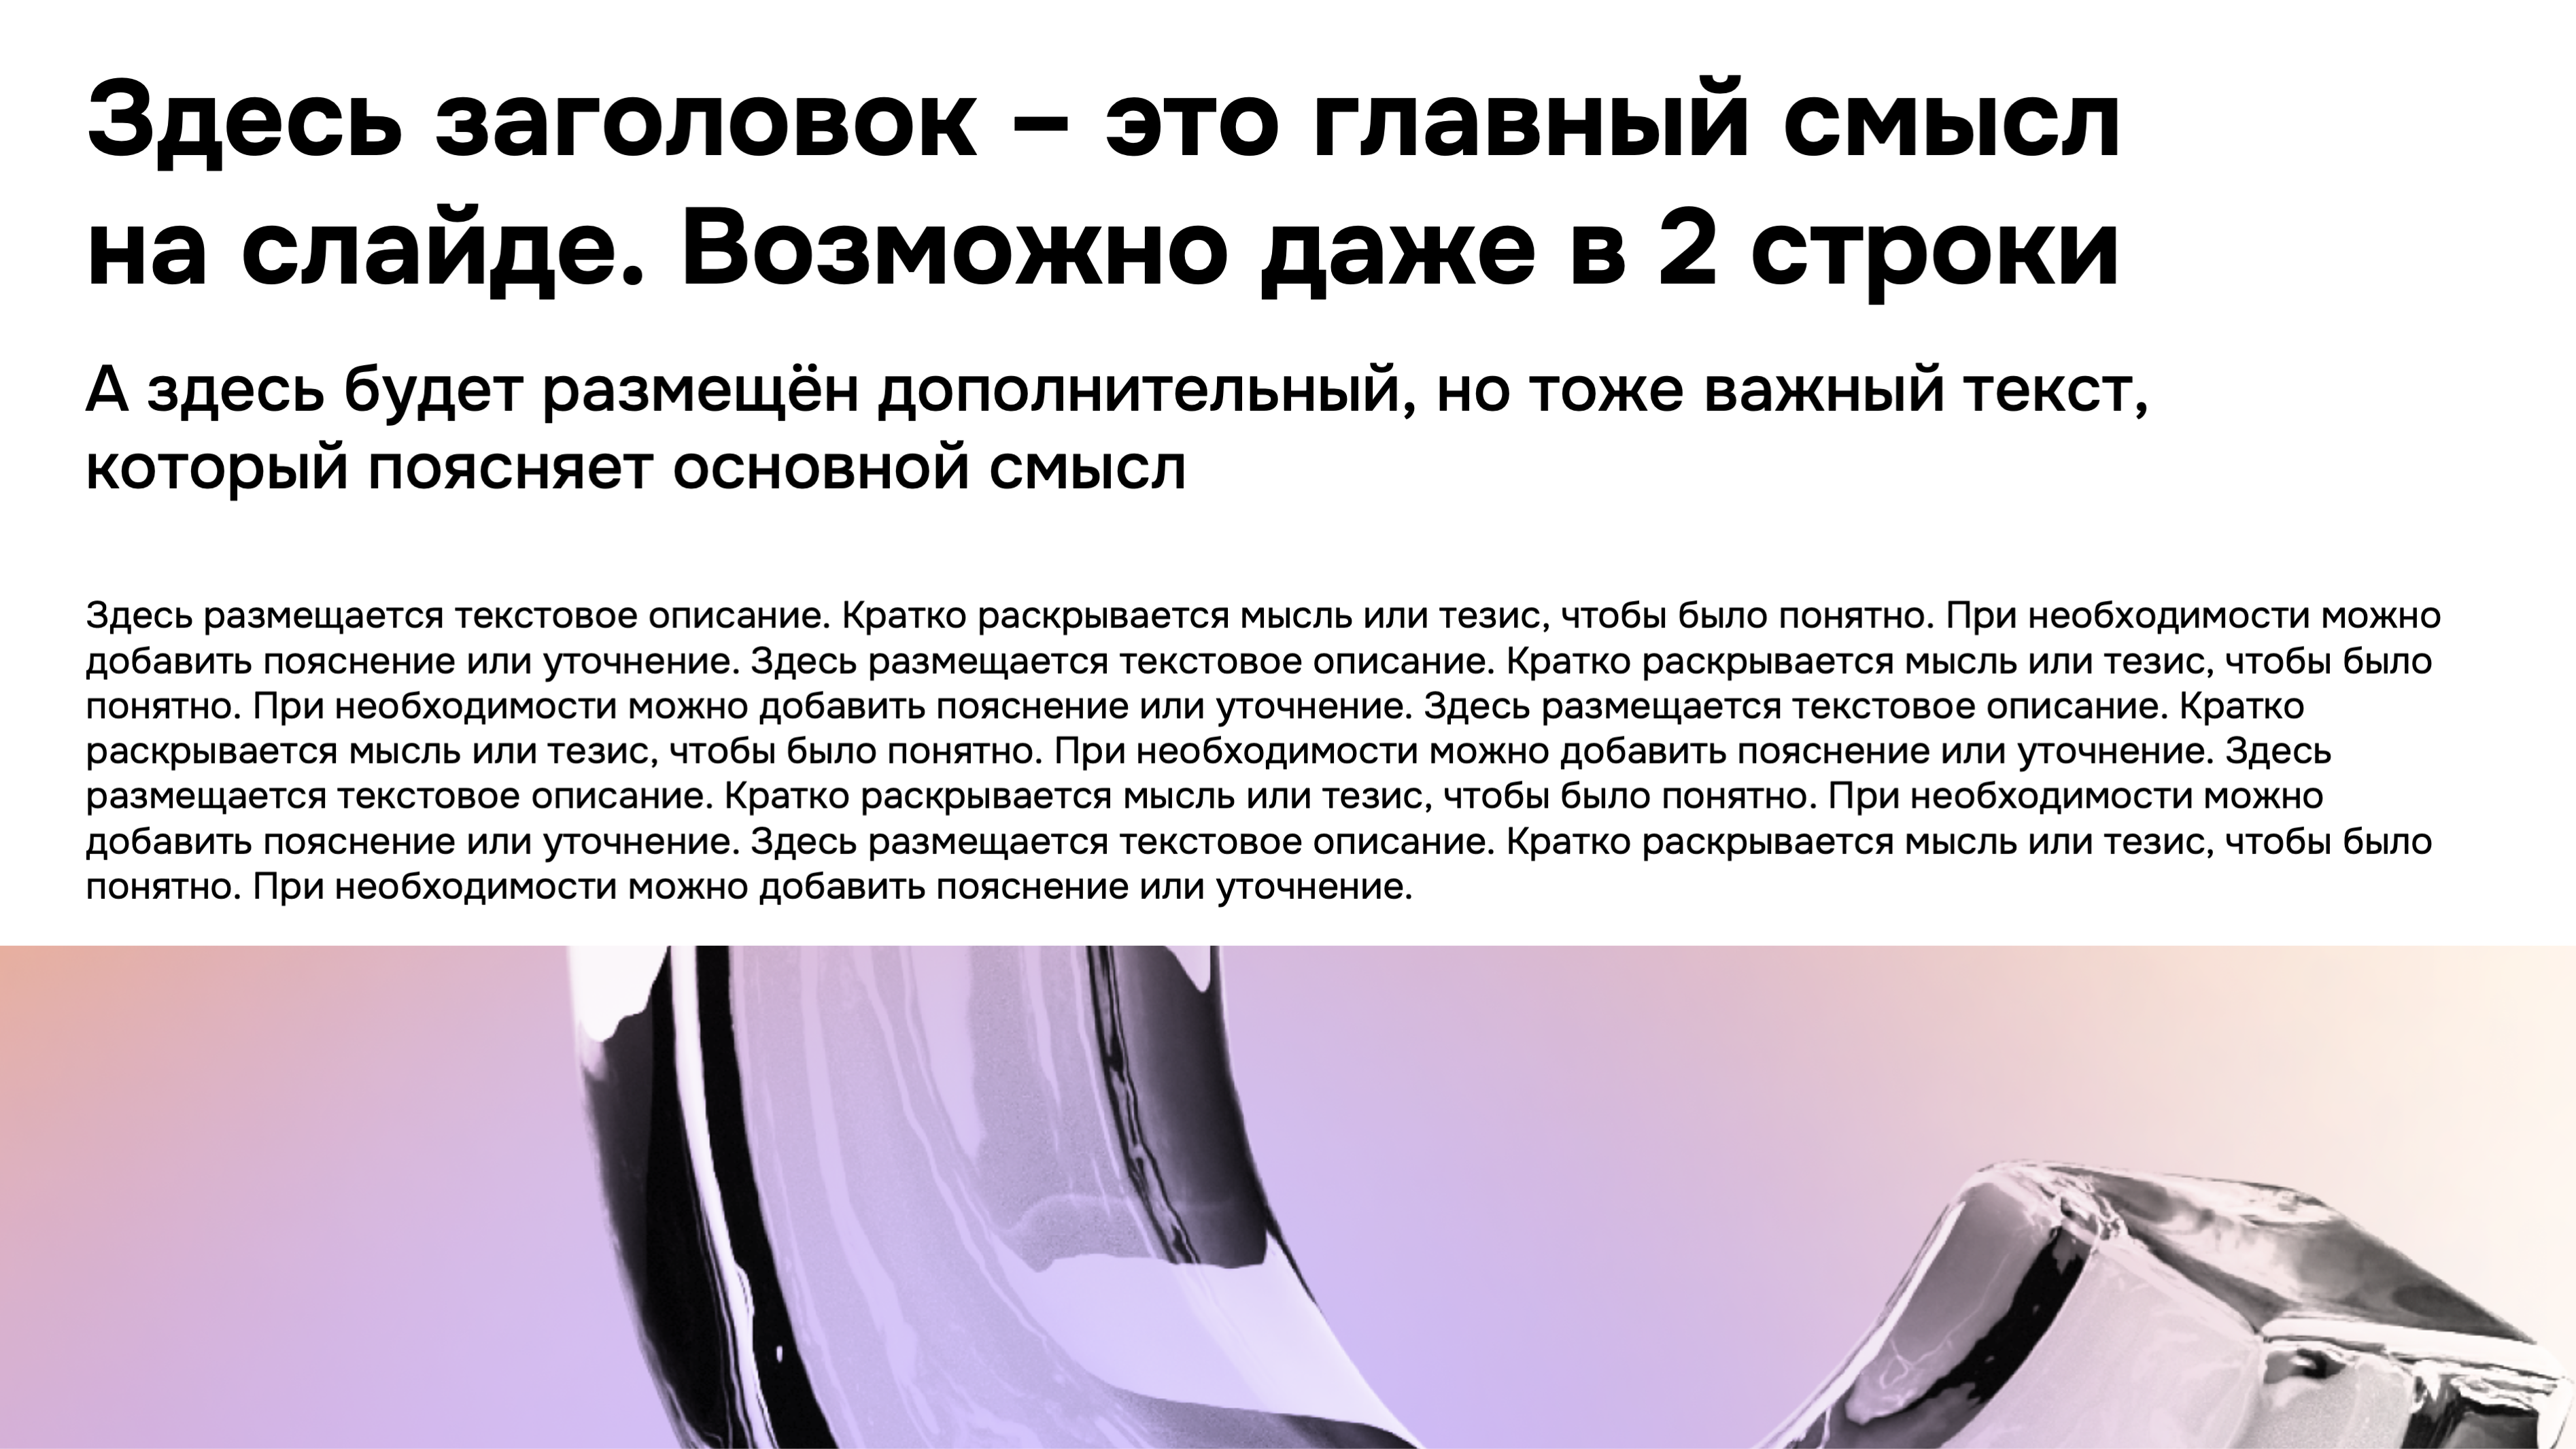 Здесь заголовок – это главный смысл
на слайде. Возможно даже в 2 строки
А здесь будет размещён дополнительный, но тоже важный текст,
который поясняет основной смысл
Здесь размещается текстовое описание. Кратко раскрывается мысль или тезис, чтобы было понятно. При необходимости можно
добавить пояснение или уточнение. Здесь размещается текстовое описание. Кратко раскрывается мысль или тезис, чтобы было
понятно. При необходимости можно добавить пояснение или уточнение. Здесь размещается текстовое описание. Кратко
раскрывается мысль или тезис, чтобы было понятно. При необходимости можно добавить пояснение или уточнение. Здесь
размещается текстовое описание. Кратко раскрывается мысль или тезис, чтобы было понятно. При необходимости можно
добавить пояснение или уточнение. Здесь размещается текстовое описание. Кратко раскрывается мысль или тезис, чтобы было
понятно. При необходимости можно добавить пояснение или уточнение.